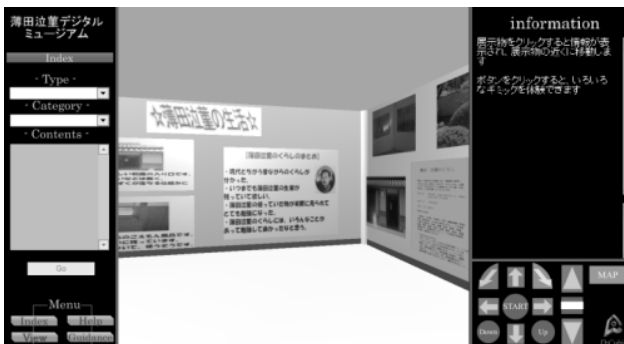 薄田泣菫デジタル
ミュージアム
Index
- Type -
- Category -
- Contents -
Go
Menu
Index Help
View Guidance
☆薄田泣菫の生活☆
[薄田泣菫のくらしのまとめ]
・現代とちがう昔ながらのくらしが
分かった。
・いつまでも薄田泣菫の生家が
残っていて欲しい。
・薄田泣菫の使っていた物が実際に見られて
とても勉強になった。
・薄田泣菫のくらしには、いろんなことが
あって勉強して良かったなと思う。
information
展示物をクリックすると情報が表
示され、展示物の近くに移動しま
す
ボタンをクリックすると、いろいろ
なギミックを体験できます
MAP
START
Down
Up